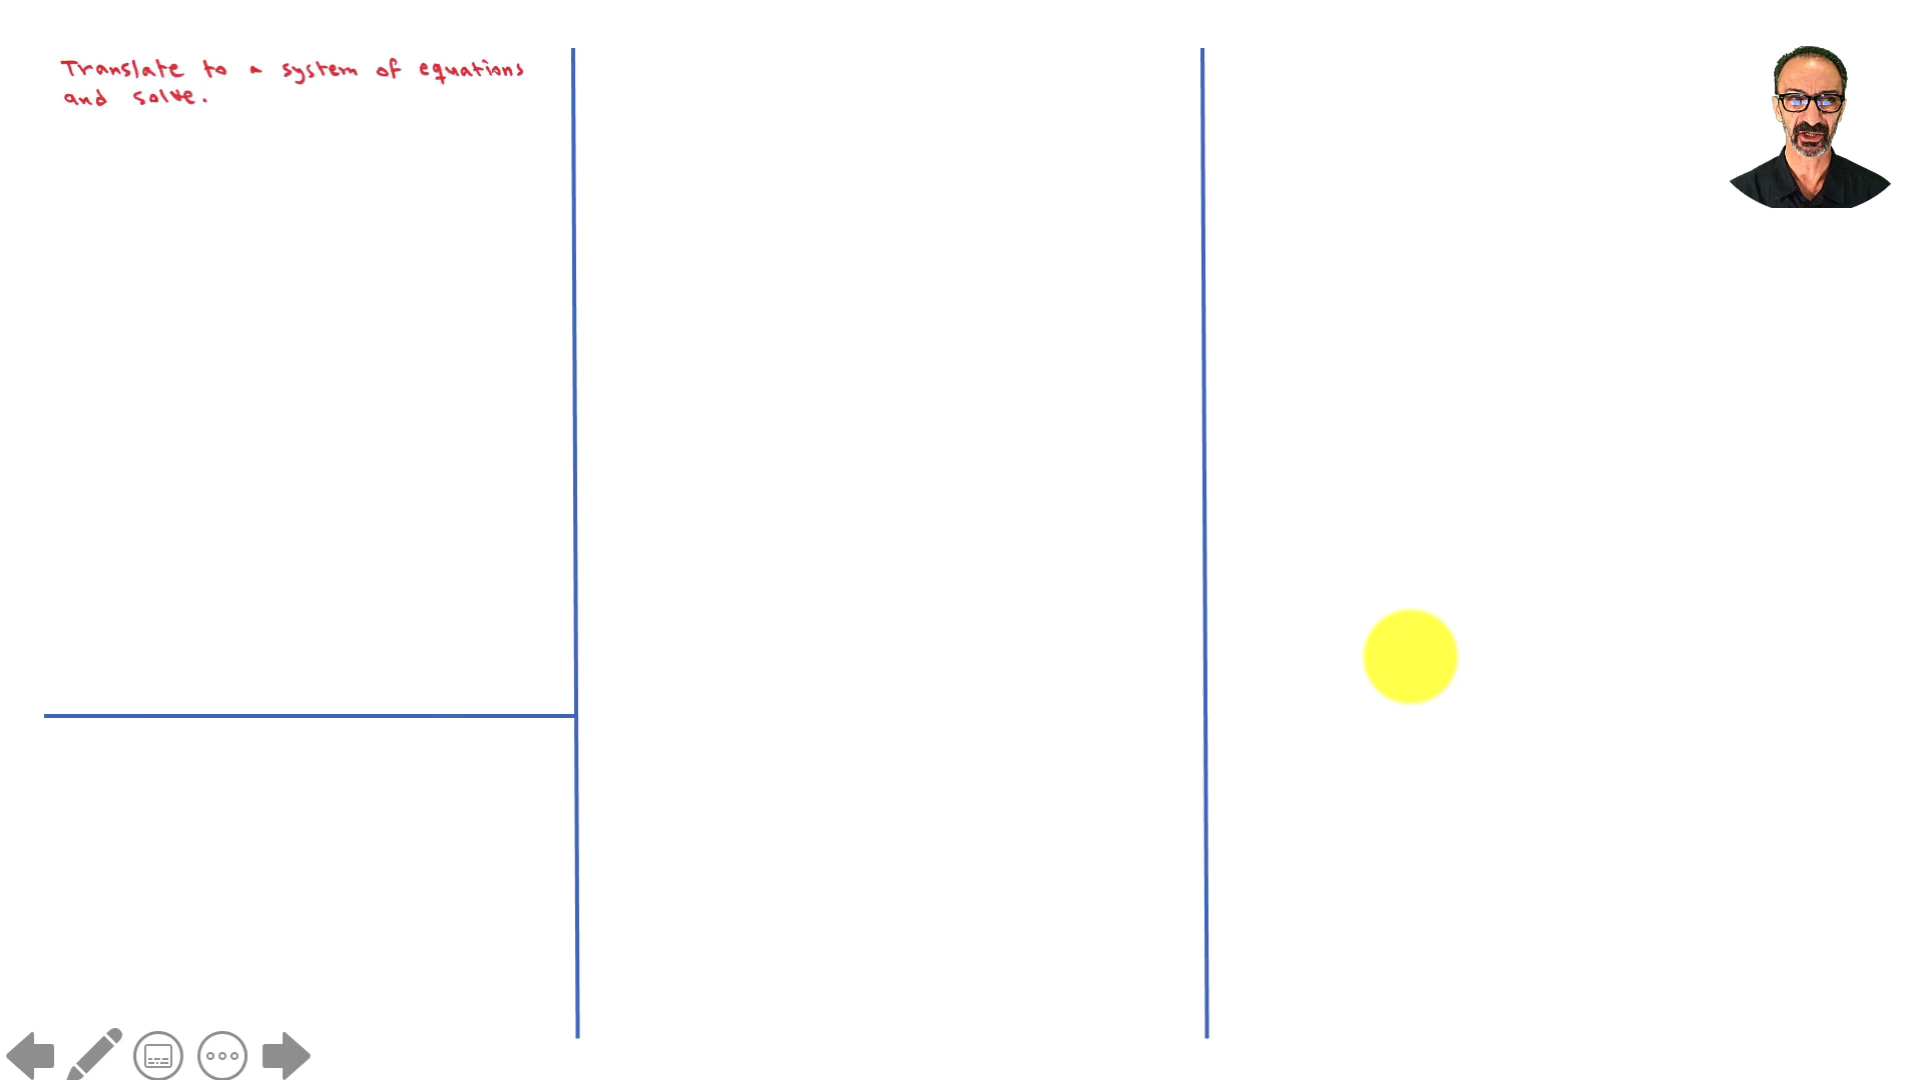 Translate to a system of equations
and solve.